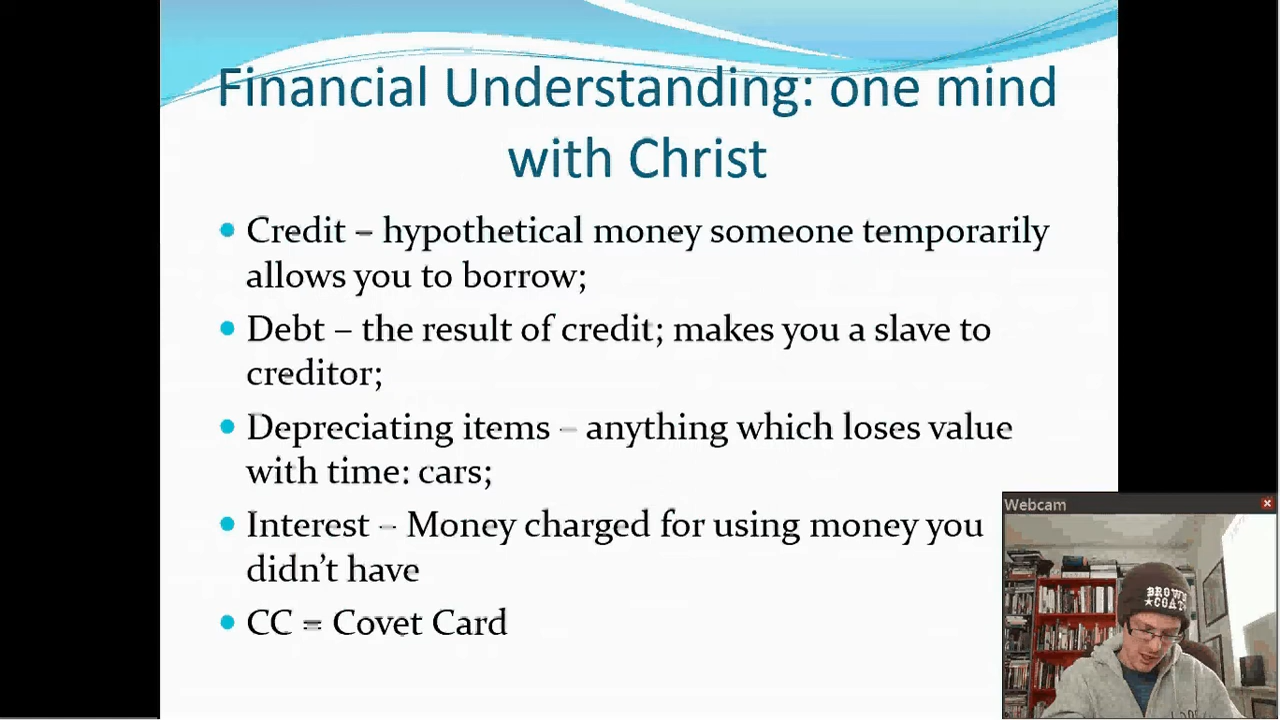 Financial Understanding: one mind
with Christ
• Credit – hypothetical money someone temporarily
allows you to borrow;
• Debt – the result of credit; makes you a slave to
creditor;
• Depreciating items – anything which loses value
with time: cars;
• Interest – Money charged for using money you
didn’t have
• CC = Covet Card
Webcam
BROWN
★COATS